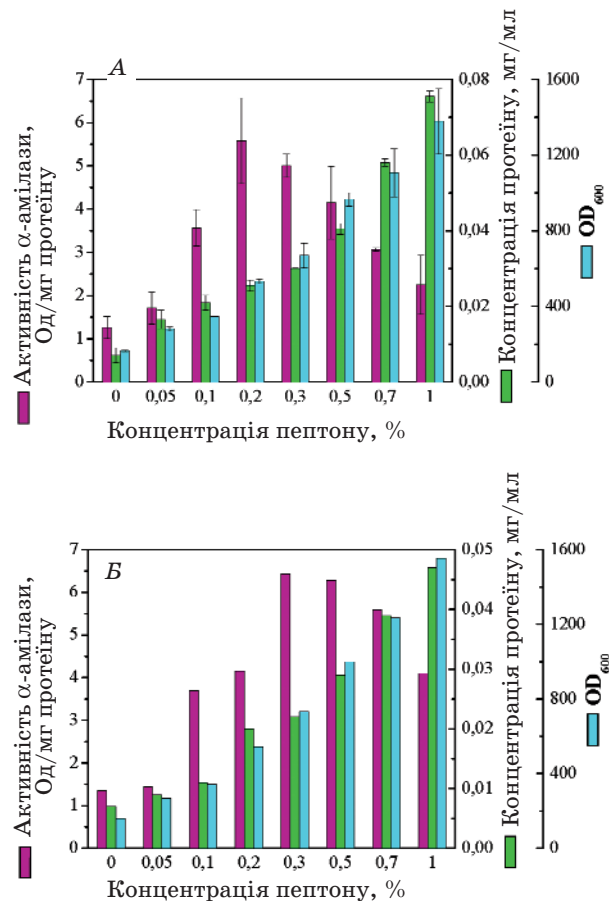 А
Активність α-амілази,
Од/мг протеїну
7
6
5
4
3
2
1
0
0,08
0,06
0,04
0,02
0,00
Концентрація протеїну, мг/мл
1600
1200
800
400
0
OD600
0 0,05 0,1 0,2 0,3 0,5 0,7 1
Концентрація пептону, %
Б
Активність α-амілази,
Од/мг протеїну
7
6
5
4
3
2
1
0
0,05
0,04
0,03
0,02
0,01
0,00
Концентрація протеїну, мг/мл
1600
1200
800
400
0
OD600
0 0,05 0,1 0,2 0,3 0,5 0,7 1
Концентрація пептону, %